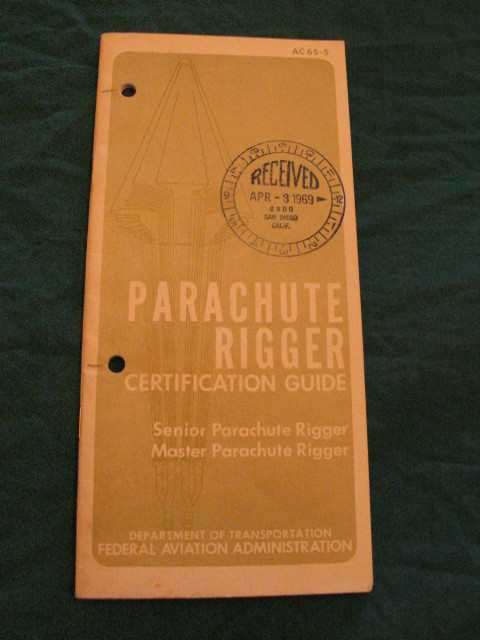 AC 65-5
RECEIVED
APR - 3 1969
SAN DIEGO
CALIF.
PARACHUTE
RIGGER
CERTIFICATION GUIDE
Senior Parachute Rigger
Master Parachute Rigger
DEPARTMENT OF TRANSPORTATION
FEDERAL AVIATION ADMINISTRATION